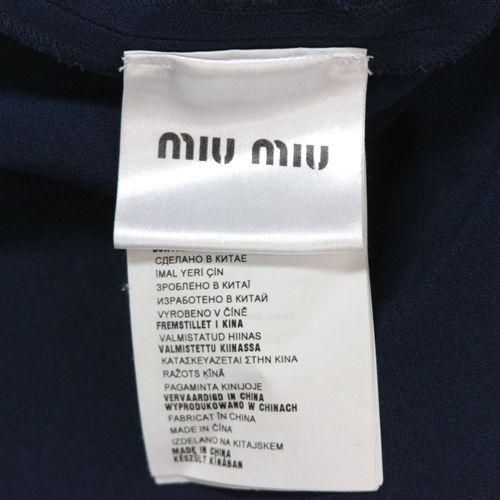 miu miu
СДЕЛАНО В КИТАЕ
İMAL YERİ ÇİN
ЗРОБЛЕНО В КИТАЇ
ИЗРАБОТЕНО В КИТАЙ
VYROBENO V ČÍNĚ
FREMSTILLET I KINA
VALMISTATUD HIINAS
VALMISTETTU KIINASSA
ΚΑΤΑΣΚΕΥΑΖΕΤΑΙ ΣΤΗΝ ΚΙΝΑ
RAŽOTS ĶĪNĀ
PAGAMINTA KINIJOJE
VERVAARDIGD IN CHINA
WYPRODUKOWANO W CHINACH
FABRICAT ÎN CHINA
MADE IN ČÍNA
IZDELANO NA KITAJSKEM
MADE IN CHINA
KÉSZÜLT KÍNÁBAN